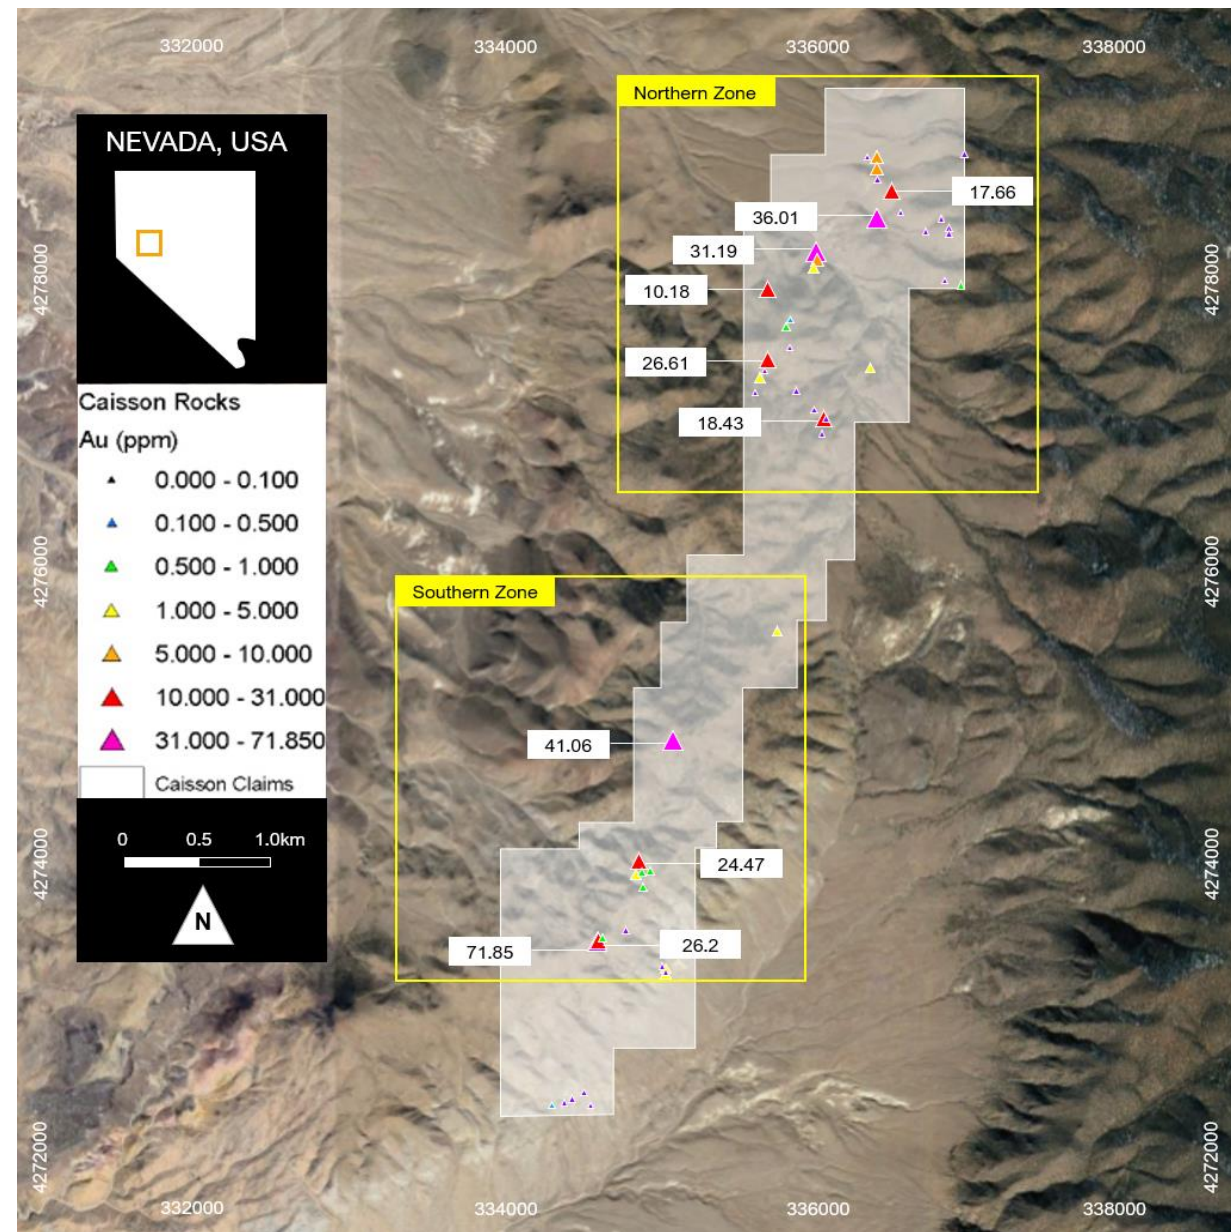 332000
334000
336000
338000
Northern Zone
NEVADA, USA
17.66
36.01
31.19
10.18
26.61
18.43
4278000
4278000
Caisson Rocks
Au (ppm)
0.000 - 0.100
0.100 - 0.500
0.500 - 1.000
1.000 - 5.000
5.000 - 10.000
10.000 - 31.000
31.000 - 71.850
Caisson Claims
0 0.5 1.0km
N
4276000
4276000
Southern Zone
41.06
24.47
71.85
26.2
4274000
4274000
4272000
4272000
332000
334000
336000
338000